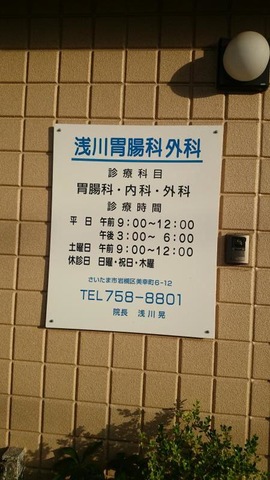 浅川胃腸科外科
診療科目
胃腸科・内科・外科
診療時間
平 日 午前 9:00～12:00
午後 3:00～ 6:00
土曜日 午前 9:00～12:00
休診日 日曜・祝日・木曜
さいたま市岩槻区美幸町6-12
TEL 758-8801
院長 浅川晃